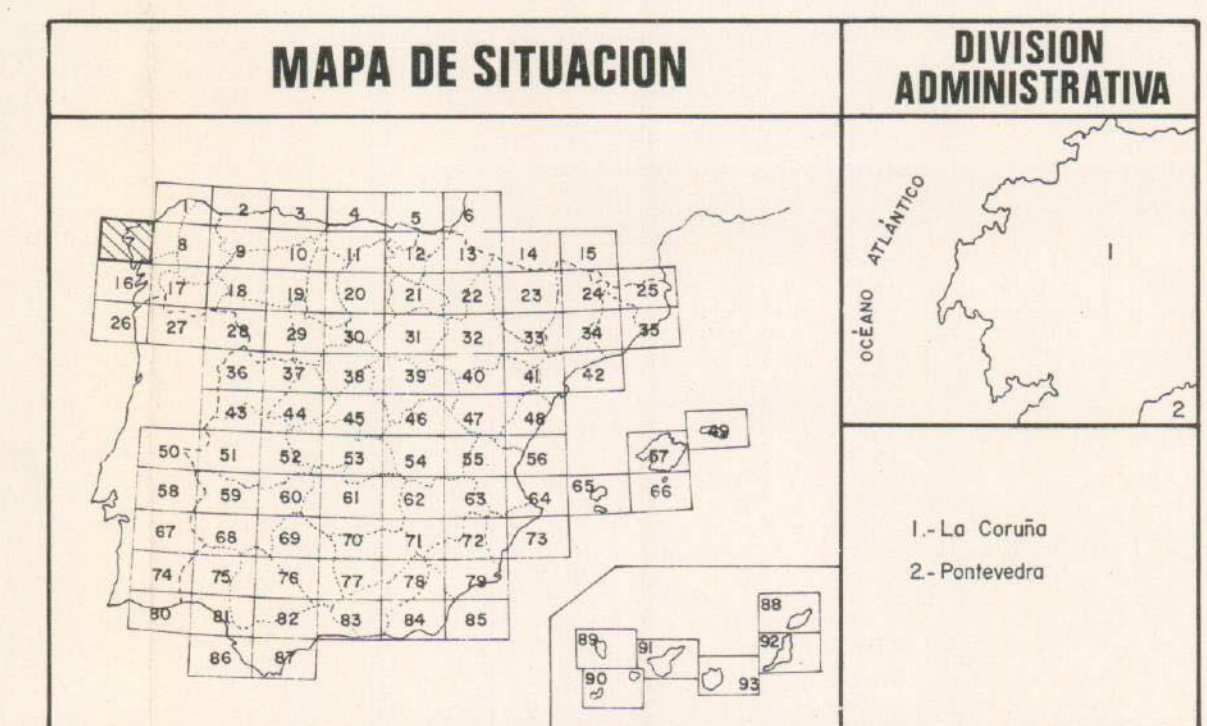 MAPA DE SITUACION
DIVISION
ADMINISTRATIVA
1 2 3 4 5 6
7 8 9 10 11 12 13 14 15
16 17 18 19 20 21 22 23 24 25
26 27 28 29 30 31 32 33 34 35
36 37 38 39 40 41 42
43 44 45 46 47 48
49
50 51 52 53 54 55 56 57
58 59 60 61 62 63 64 65 66
67 68 69 70 71 72 73
74 75 76 77 78 79
80 81 82 83 84 85
86 87
88
89 91 92
90 93
OCÉANO ATLÁNTICO
1
2
1.- La Coruña
2.- Pontevedra